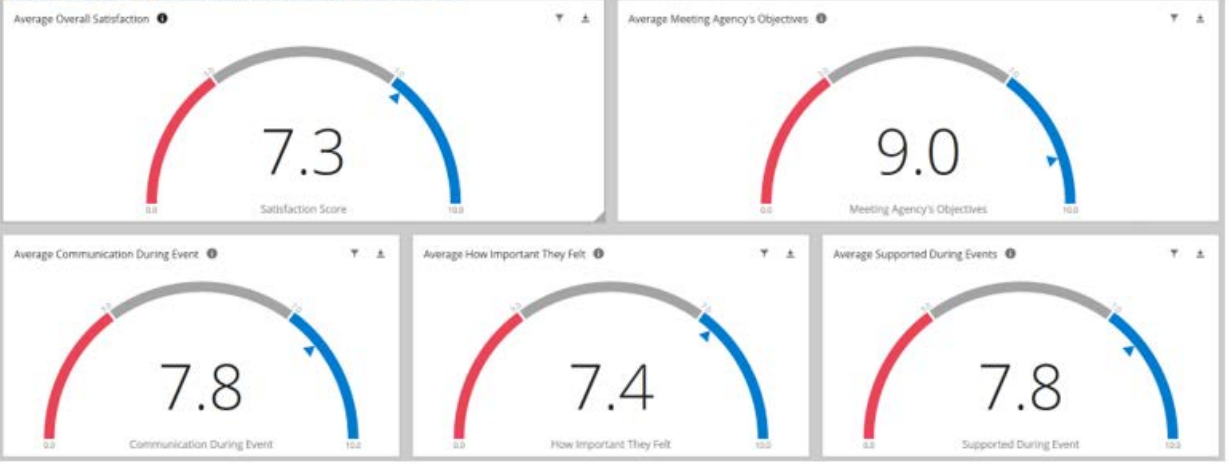 Average Overall Satisfaction
7.3
Satisfaction Score
0.0
10.0
Average Meeting Agency's Objectives
9.0
Meeting Agency's Objectives
0.0
10.0
Average Communication During Event
7.8
Communication During Event
0.0
10.0
Average How Important They Felt
7.4
How Important They Felt
0.0
10.0
Average Supported During Events
7.8
Supported During Event
0.0
10.0